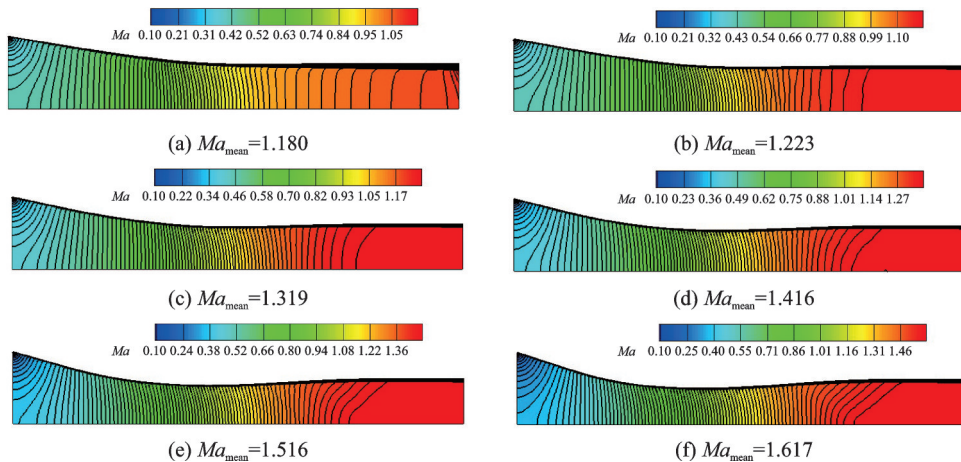 Ma
0.10 0.21 0.31 0.42 0.52 0.63 0.74 0.84 0.95 1.05
(a) Ma_mean=1.180
Ma
0.10 0.21 0.32 0.43 0.54 0.66 0.77 0.88 0.99 1.10
(b) Ma_mean=1.223
Ma
0.10 0.22 0.34 0.46 0.58 0.70 0.82 0.93 1.05 1.17
(c) Ma_mean=1.319
Ma
0.10 0.23 0.36 0.49 0.62 0.75 0.88 1.01 1.14 1.27
(d) Ma_mean=1.416
Ma
0.10 0.24 0.38 0.52 0.66 0.80 0.94 1.08 1.22 1.36
(e) Ma_mean=1.516
Ma
0.10 0.25 0.40 0.55 0.71 0.86 1.01 1.16 1.31 1.46
(f) Ma_mean=1.617